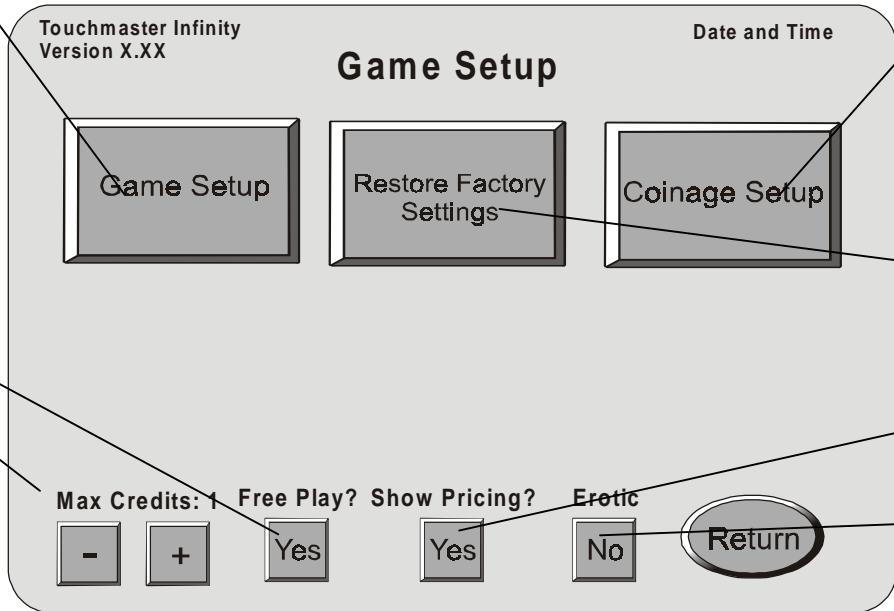 Touchmaster Infinity
Version X.XX
Date and Time
Game Setup
Game Setup
Restore Factory
Settings
Coinage Setup
Max Credits: 1
Free Play?
Show Pricing?
Erotic
-
+
Yes
Yes
No
Return